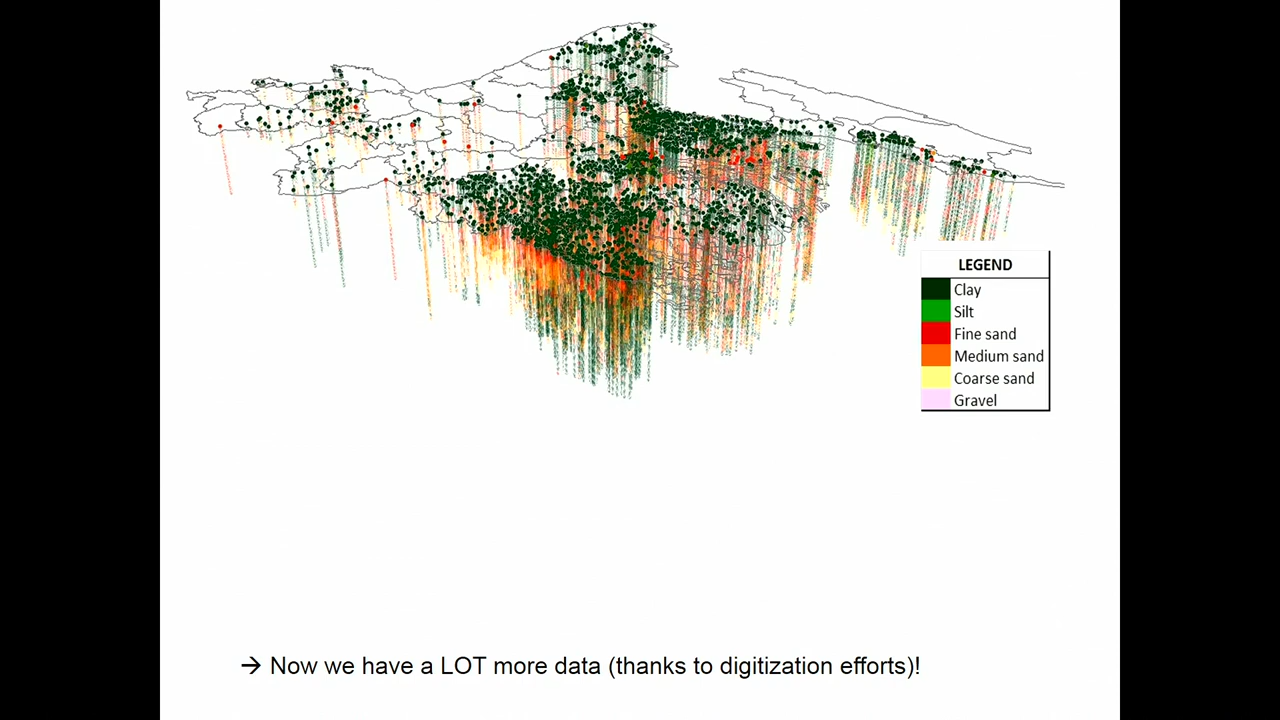 LEGEND
Clay
Silt
Fine sand
Medium sand
Coarse sand
Gravel
→ Now we have a LOT more data (thanks to digitization efforts)!